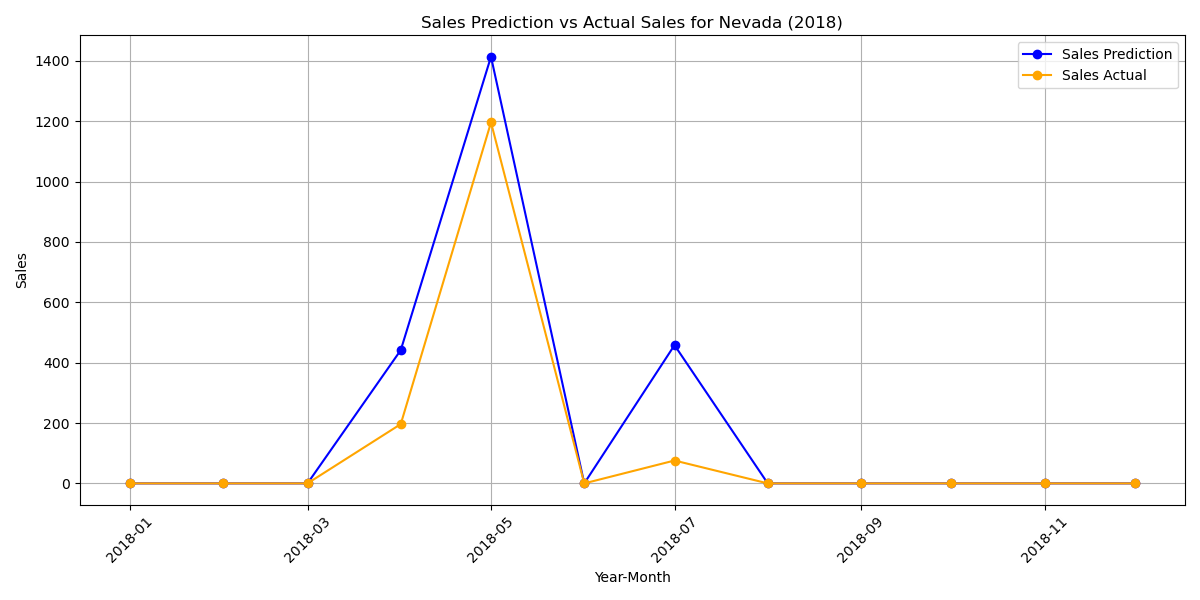 Sales Prediction vs Actual Sales for Nevada (2018)
Sales Prediction
Sales Actual
1400
1200
1000
800
600
400
200
0
Sales
2018-01
2018-03
2018-05
2018-07
2018-09
2018-11
Year-Month